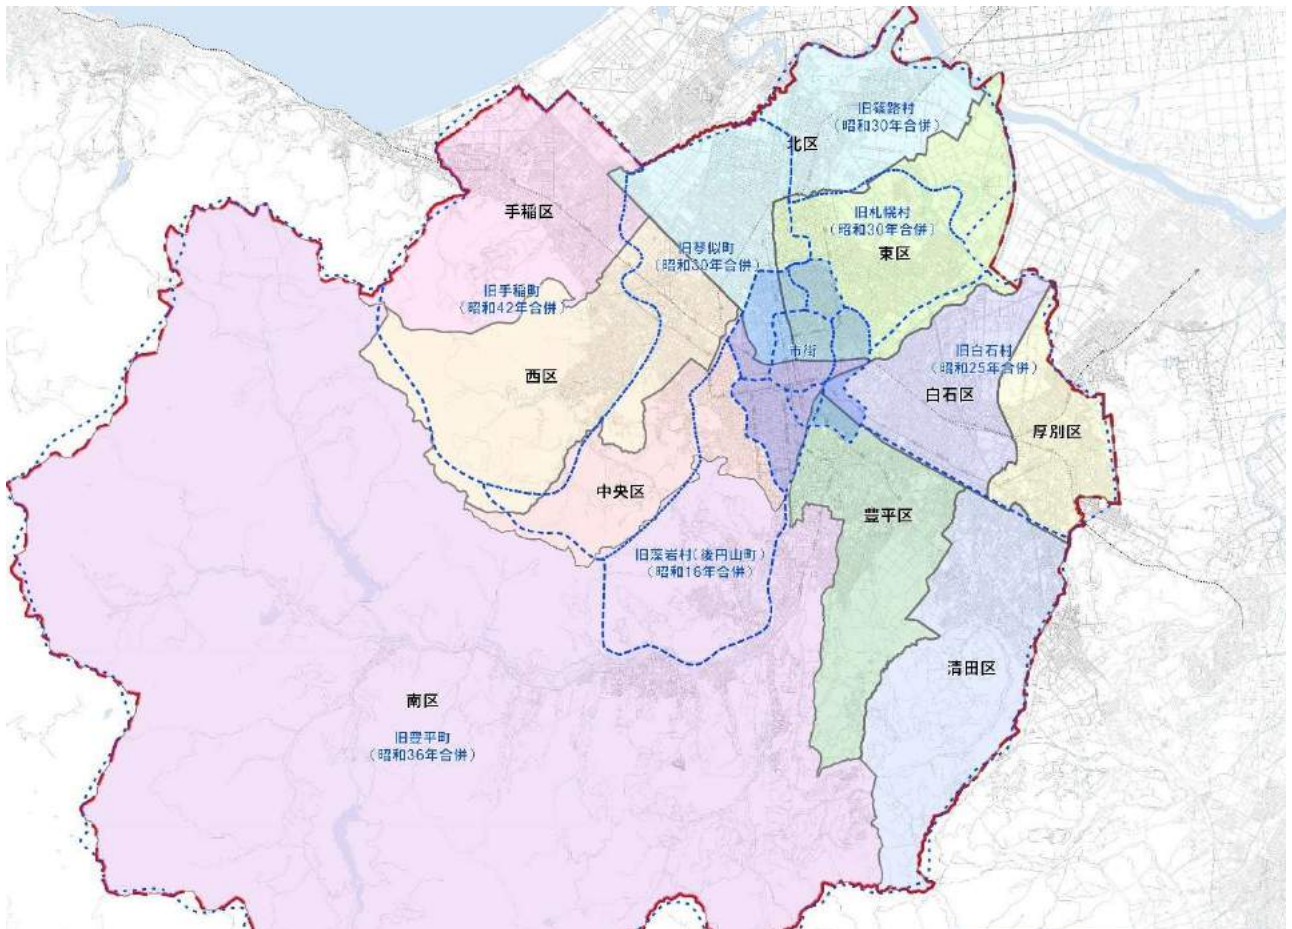 旧篠路村
（昭和30年合併）
北区
手稲区
旧札幌村
（昭和30年合併）
東区
旧琴似町
（昭和30年合併）
旧手稲町
（昭和42年合併）
市街
旧白石村
（昭和25年合併）
西区
白石区
厚別区
中央区
豊平区
旧藻岩村（後円山町）
（昭和16年合併）
清田区
南区
旧豊平町
（昭和36年合併）